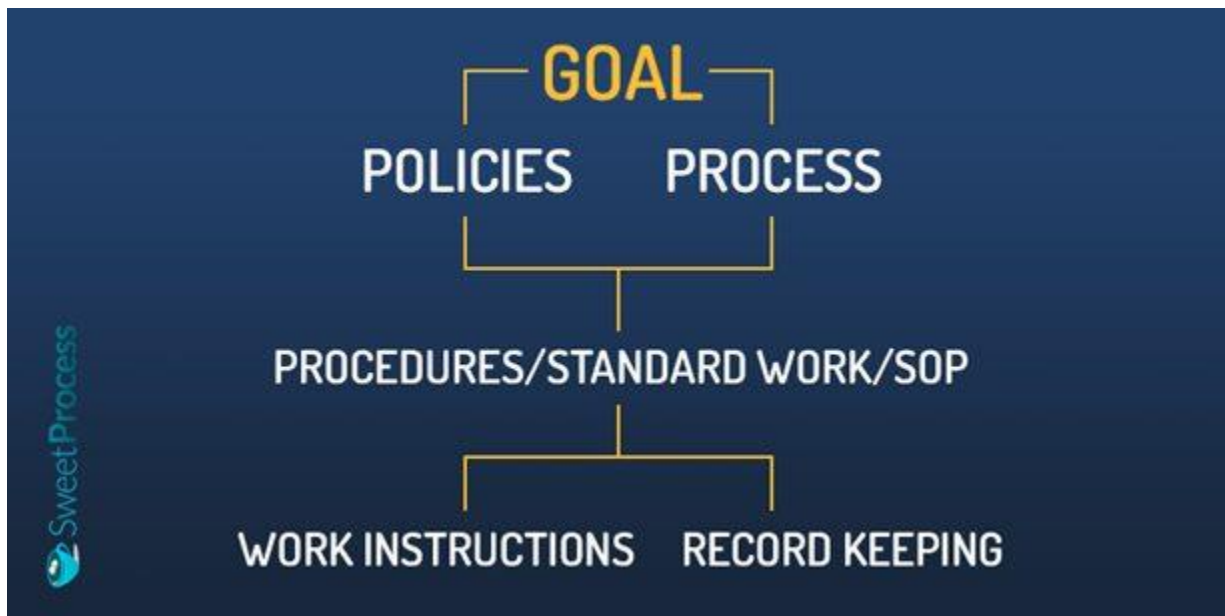 GOAL
POLICIES PROCESS
PROCEDURES/STANDARD WORK/SOP
WORK INSTRUCTIONS RECORD KEEPING
SweetProcess